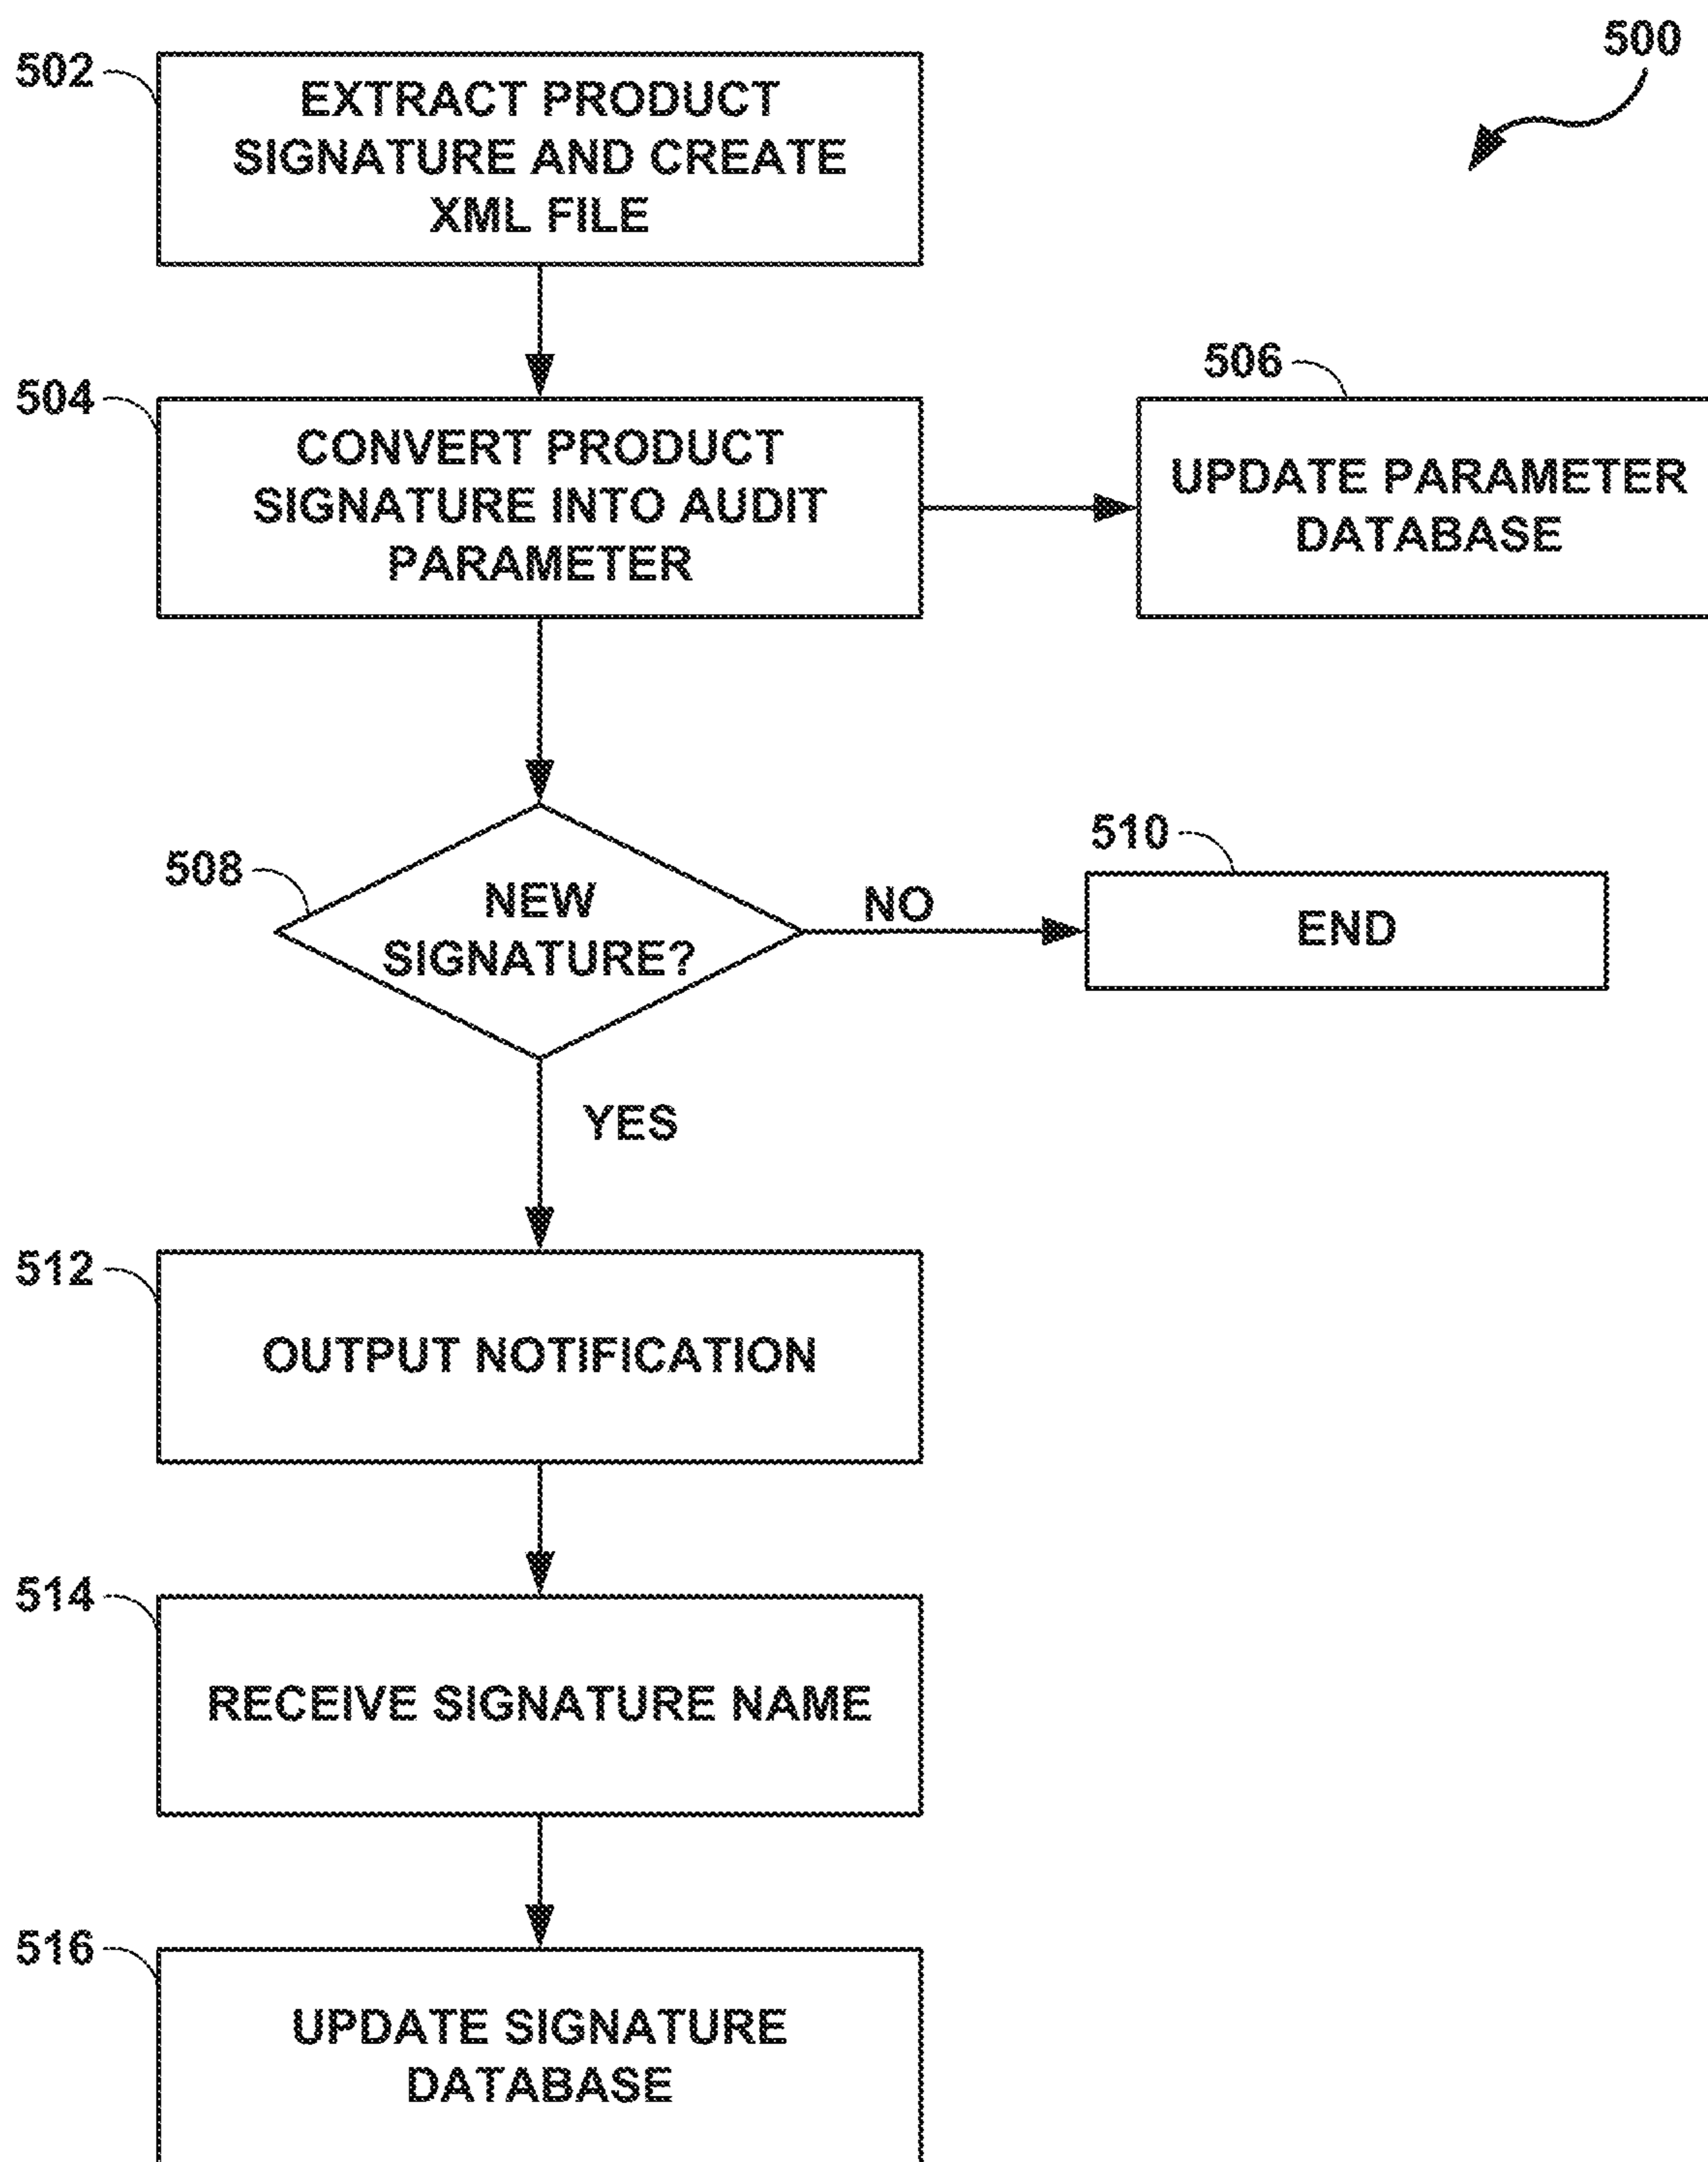 500
502
EXTRACT PRODUCT
SIGNATURE AND CREATE
XML FILE
504
CONVERT PRODUCT
SIGNATURE INTO AUDIT
PARAMETER
506
UPDATE PARAMETER
DATABASE
508
NEW
SIGNATURE?
NO
510
END
YES
512
OUTPUT NOTIFICATION
514
RECEIVE SIGNATURE NAME
516
UPDATE SIGNATURE
DATABASE